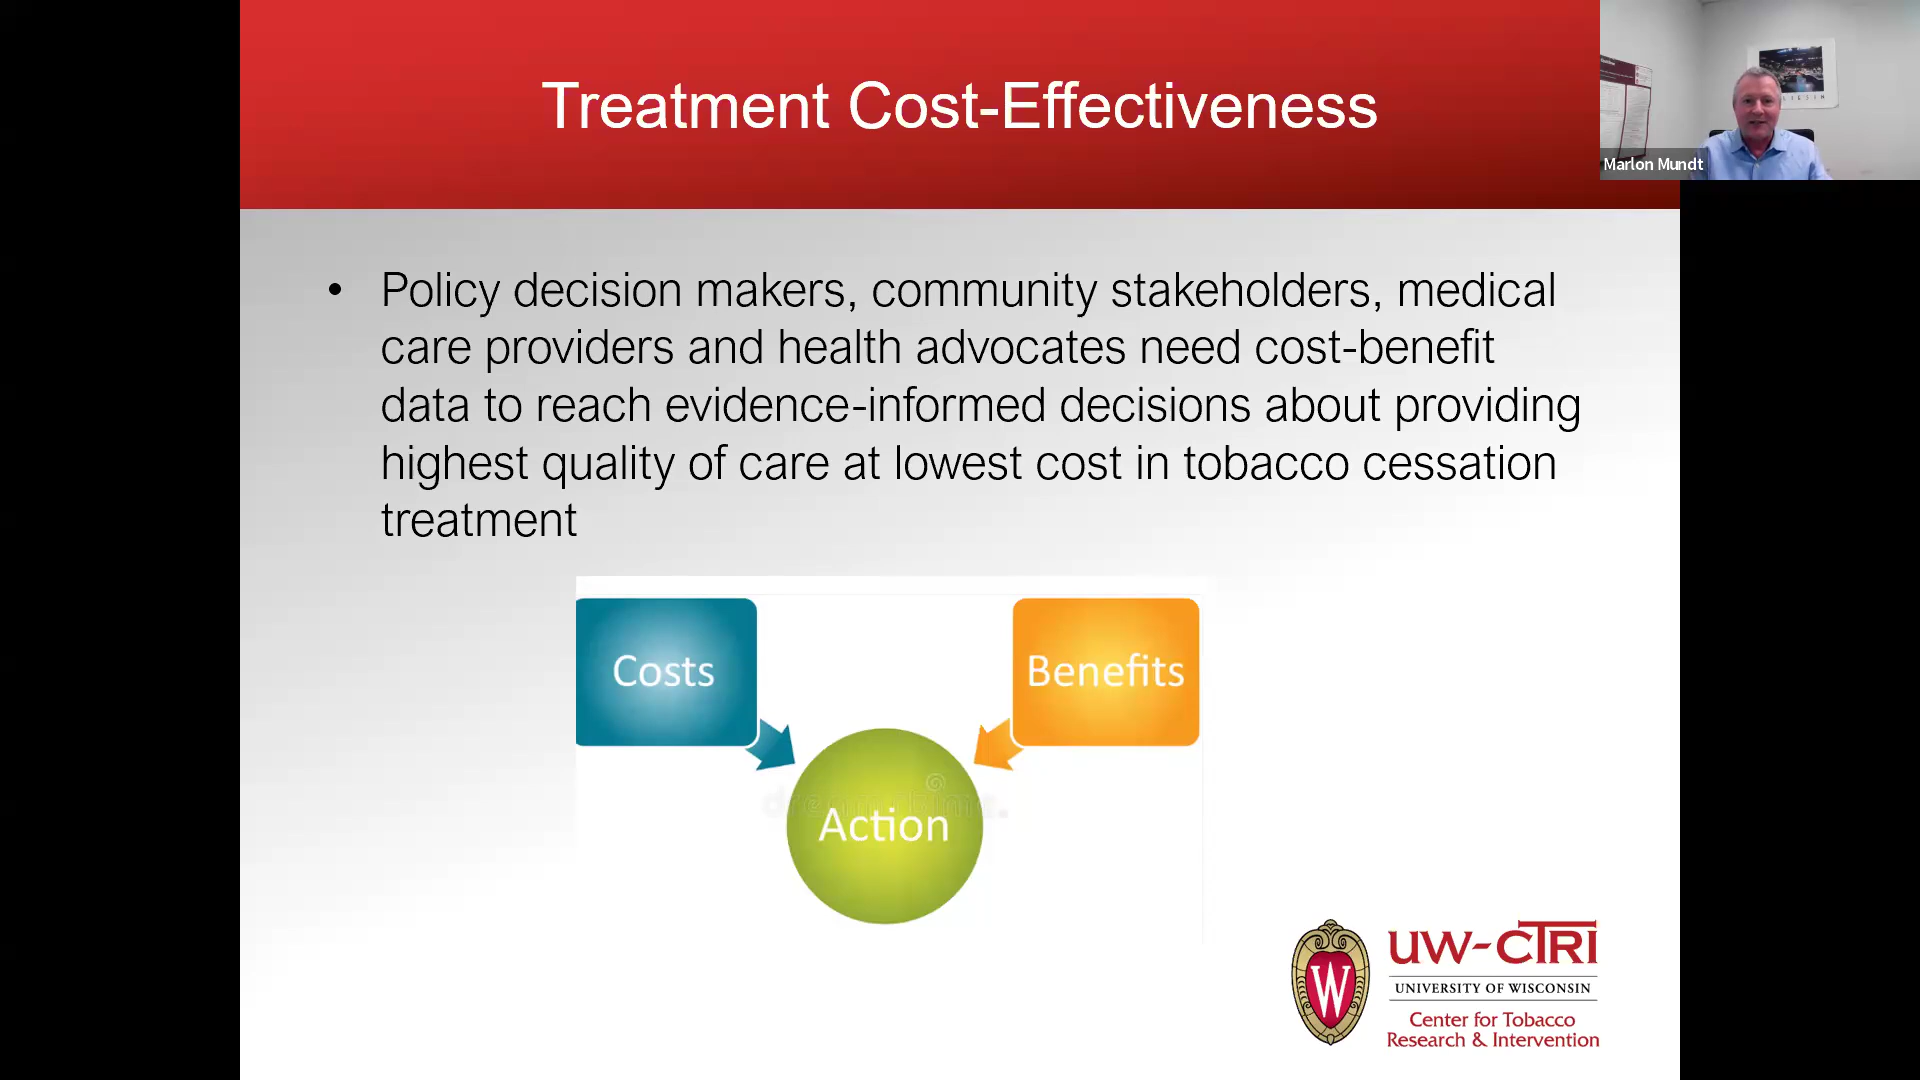 Treatment Cost-Effectiveness
Marlon Mundt
• Policy decision makers, community stakeholders, medical
care providers and health advocates need cost-benefit
data to reach evidence-informed decisions about providing
highest quality of care at lowest cost in tobacco cessation
treatment
Costs
Benefits
Action
W
UW-CTRI
UNIVERSITY OF WISCONSIN
Center for Tobacco
Research & Intervention